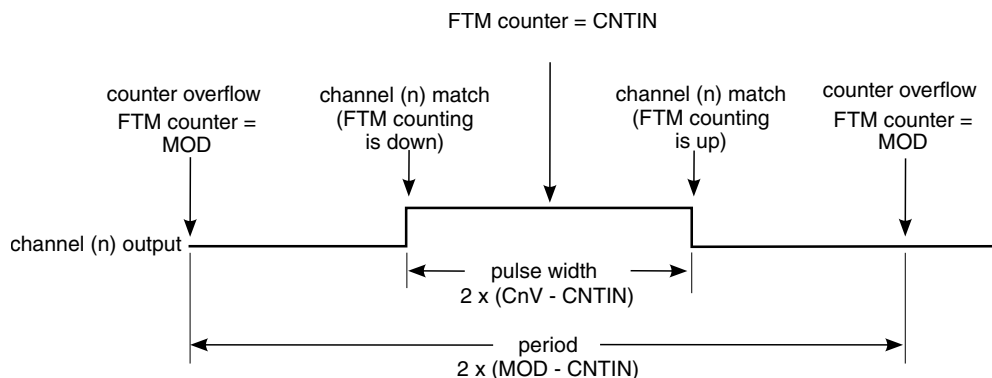 FTM counter = CNTIN
counter overflow
FTM counter =
MOD
channel (n) match
(FTM counting
is down)
channel (n) match
(FTM counting
is up)
counter overflow
FTM counter =
MOD
channel (n) output
pulse width
2 x (CnV - CNTIN)
period
2 x (MOD - CNTIN)